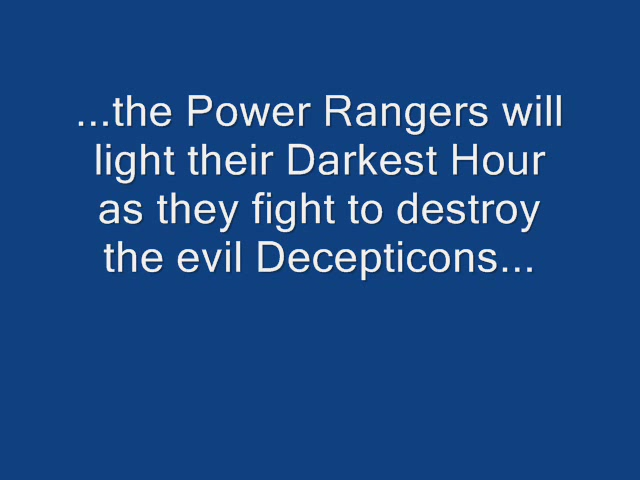 ...the Power Rangers will
light their Darkest Hour
as they fight to destroy
the evil Decepticons...